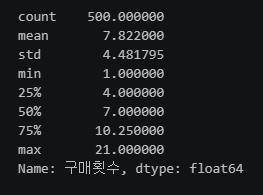 count    500.000000
mean       7.822000
std        4.481795
min        1.000000
25%        4.000000
50%        7.000000
75%       10.250000
max       21.000000
Name: 구매횟수, dtype: float64